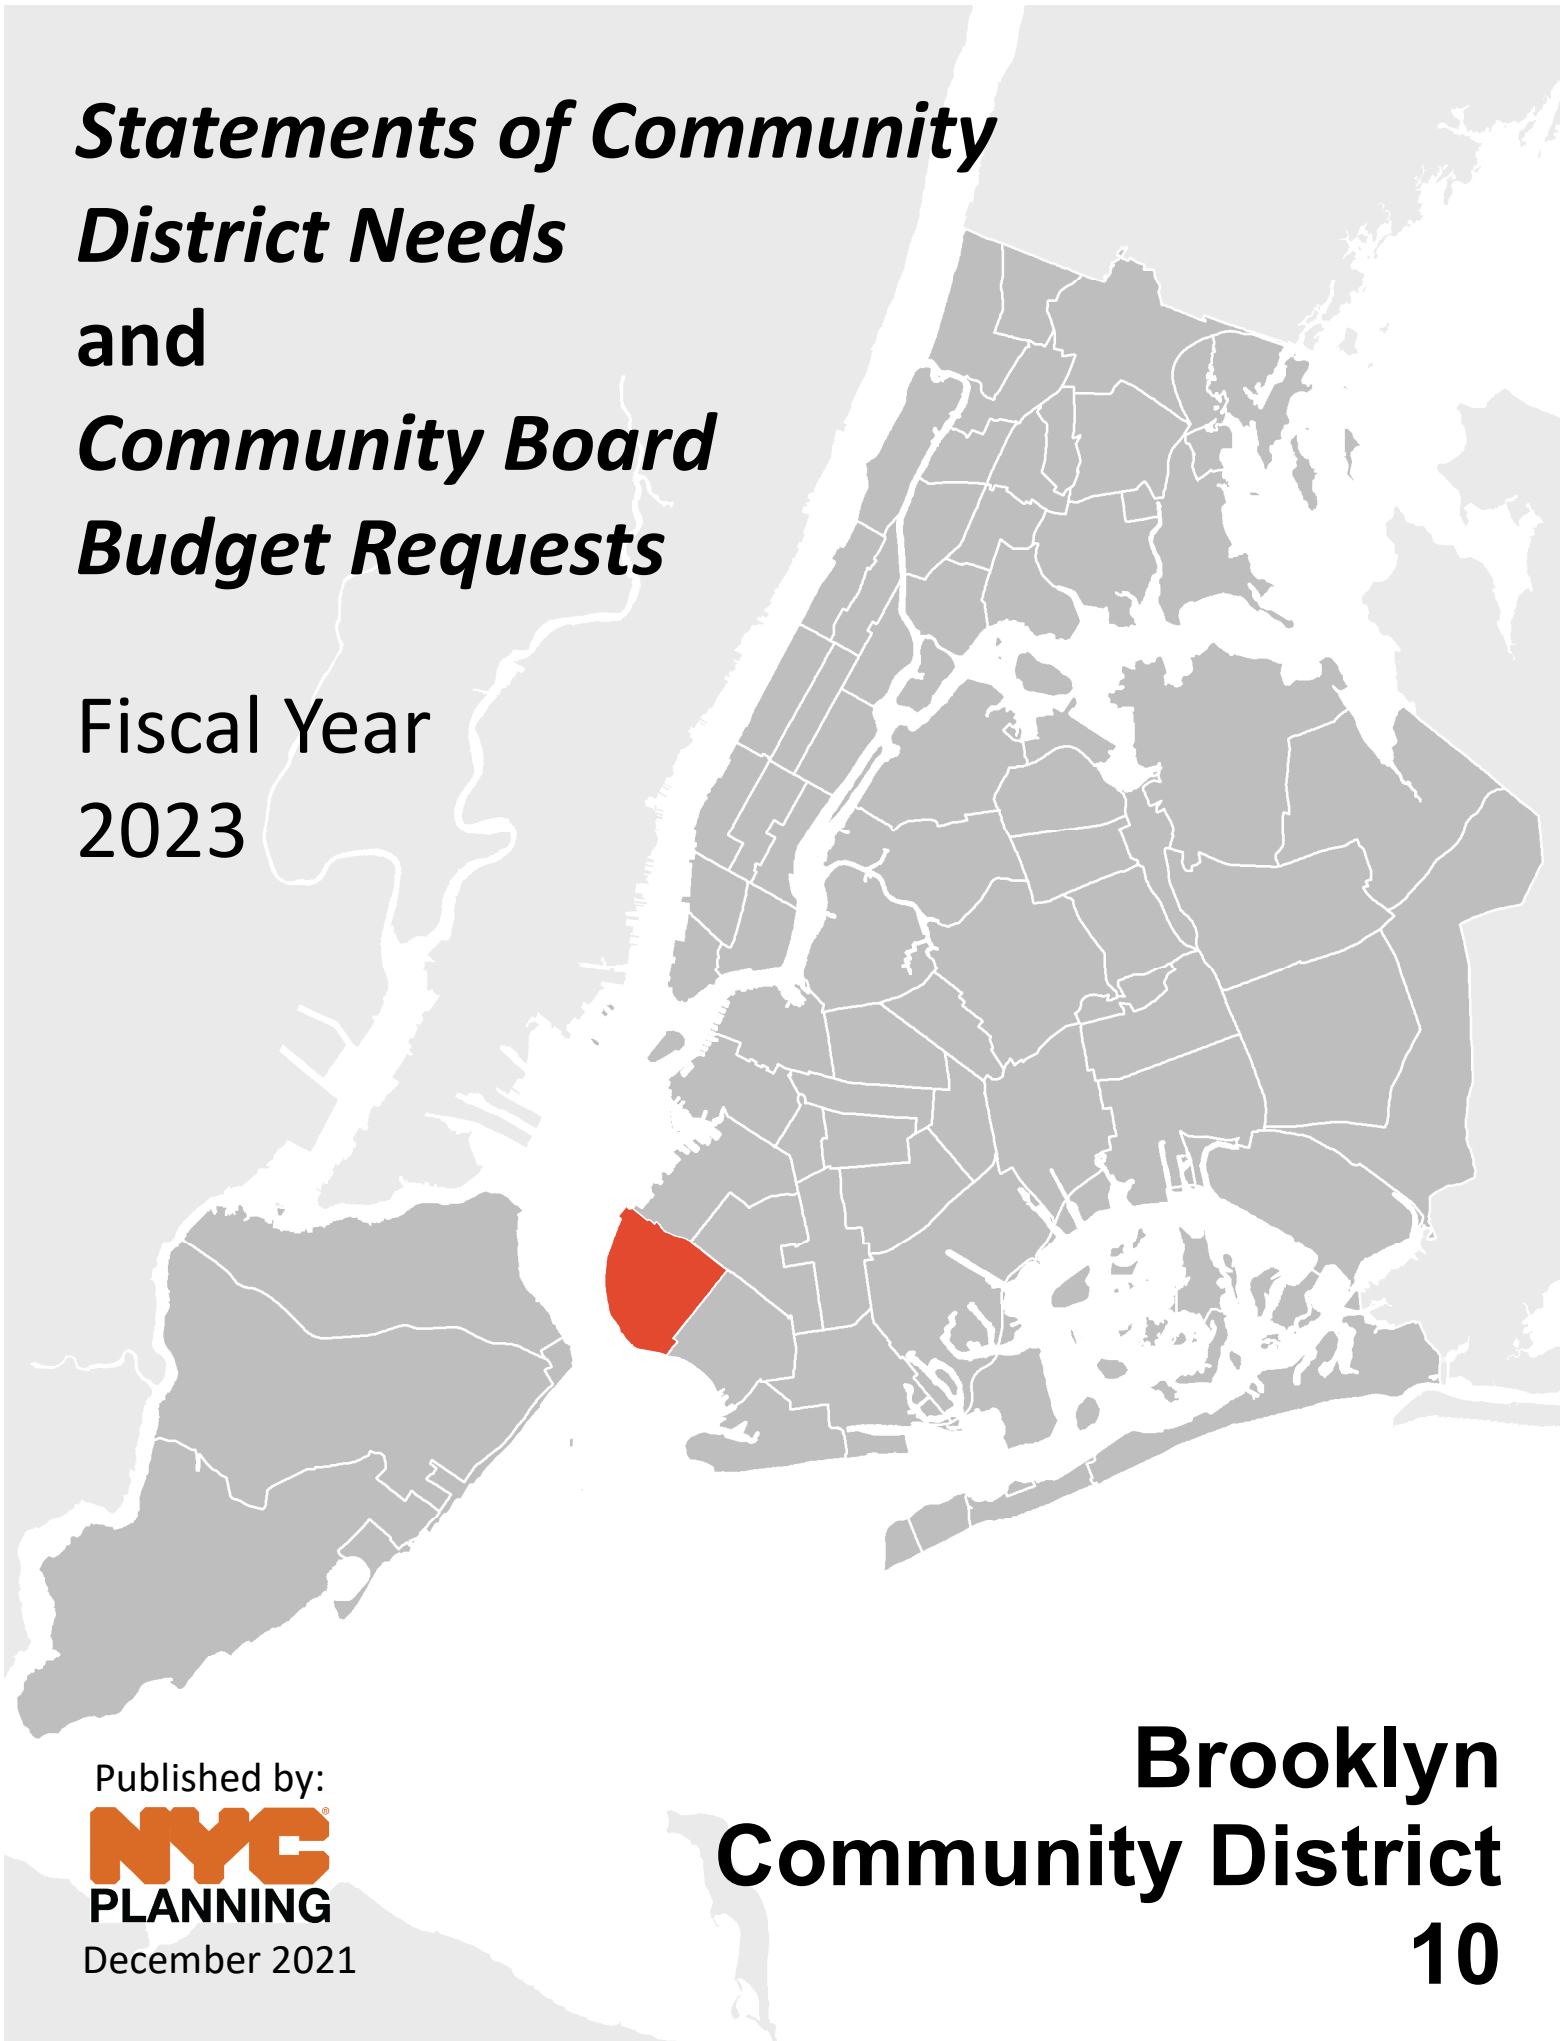 Statements of Community
District Needs
and
Community Board
Budget Requests
Fiscal Year
2023
Published by:
NYC®
PLANNING
December 2021
Brooklyn
Community District
10